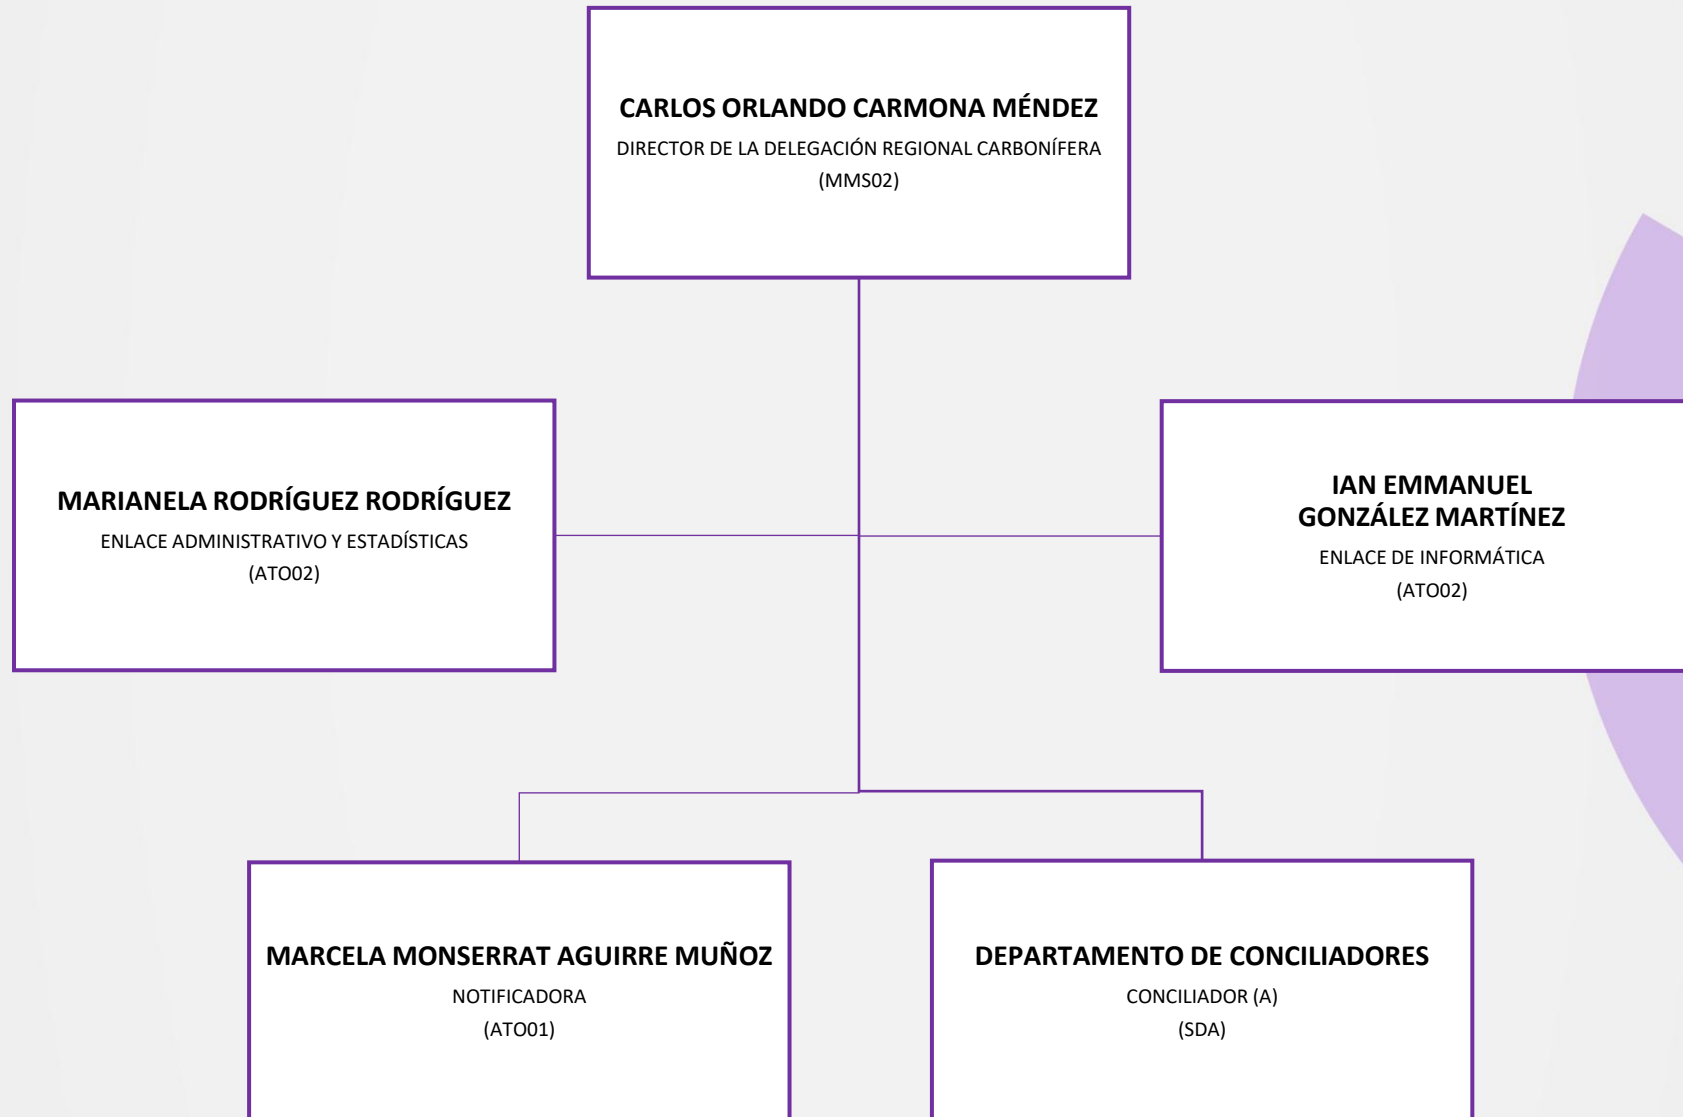 CARLOS ORLANDO CARMONA MÉNDEZ
DIRECTOR DE LA DELEGACIÓN REGIONAL CARBONÍFERA
(MMS02)
MARIANELA RODRÍGUEZ RODRÍGUEZ
ENLACE ADMINISTRATIVO Y ESTADÍSTICAS
(ATO02)
IAN EMMANUEL
GONZÁLEZ MARTÍNEZ
ENLACE DE INFORMÁTICA
(ATO02)
MARCELA MONSERRAT AGUIRRE MUÑOZ
NOTIFICADORA
(ATO01)
DEPARTAMENTO DE CONCILIADORES
CONCILIADOR (A)
(SDA)